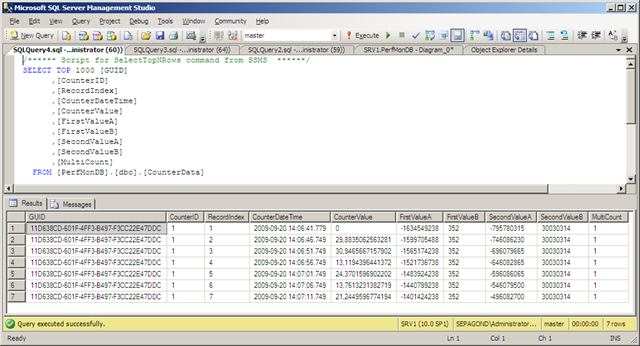 Microsoft SQL Server Management Studio
File Edit View Query Project Debug Tools Window Community Help
New Query master Execute
SQLQuery4.sql -...inistrator (60)) SQLQuery3.sql -...inistrator (64)) SQLQuery2.sql -...inistrator (59)) SRV1.PerfMonDB - Diagram_0* Object Explorer Details
/****** Script for SelectTopNRows command from SSMS ******/
SELECT TOP 1000 [GUID]
,[CounterID]
,[RecordIndex]
,[CounterDateTime]
,[CounterValue]
,[FirstValueA]
,[FirstValueB]
,[SecondValueA]
,[SecondValueB]
,[MultiCount]
FROM [PerfMonDB].[dbo].[CounterData]
Results Messages
GUID CounterID RecordIndex CounterDateTime CounterValue FirstValueA FirstValueB SecondValueA SecondValueB MultiCount
1 11D638CD-601F-4FF3-B497-F3CC22E47DDC 1 1 2009-09-20 14:06:41.779 0 -1634549238 352 -795780315 30030314 1
2 11D638CD-601F-4FF3-B497-F3CC22E47DDC 1 2 2009-09-20 14:06:46.749 29,8835062563281 -1599705488 352 -746086230 30030314 1
3 11D638CD-601F-4FF3-B497-F3CC22E47DDC 1 3 2009-09-20 14:06:51.749 30,9465667157902 -1565174238 352 -696079665 30030314 1
4 11D638CD-601F-4FF3-B497-F3CC22E47DDC 1 4 2009-09-20 14:06:56.749 13,1194396441372 -1521736738 352 -646082865 30030314 1
5 11D638CD-601F-4FF3-B497-F3CC22E47DDC 1 5 2009-09-20 14:07:01.749 24,3701596902202 -1483924238 352 -596086065 30030314 1
6 11D638CD-601F-4FF3-B497-F3CC22E47DDC 1 6 2009-09-20 14:07:06.749 13,7613231382719 -1440799238 352 -546079500 30030314 1
7 11D638CD-601F-4FF3-B497-F3CC22E47DDC 1 7 2009-09-20 14:07:11.749 21,2449596774194 -1401424238 352 -496082700 30030314 1
Query executed successfully. SRV1 (10.0 SP1) SEPAGOND\Administrator... master 00:00:00 7 rows
Ready Ln 1 Col 1 Ch 1 INS